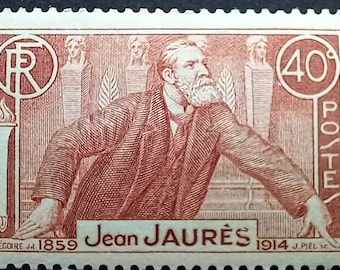 RF
40c
POSTES
1859 Jean JAURÈS 1914
J. PIEL sc.